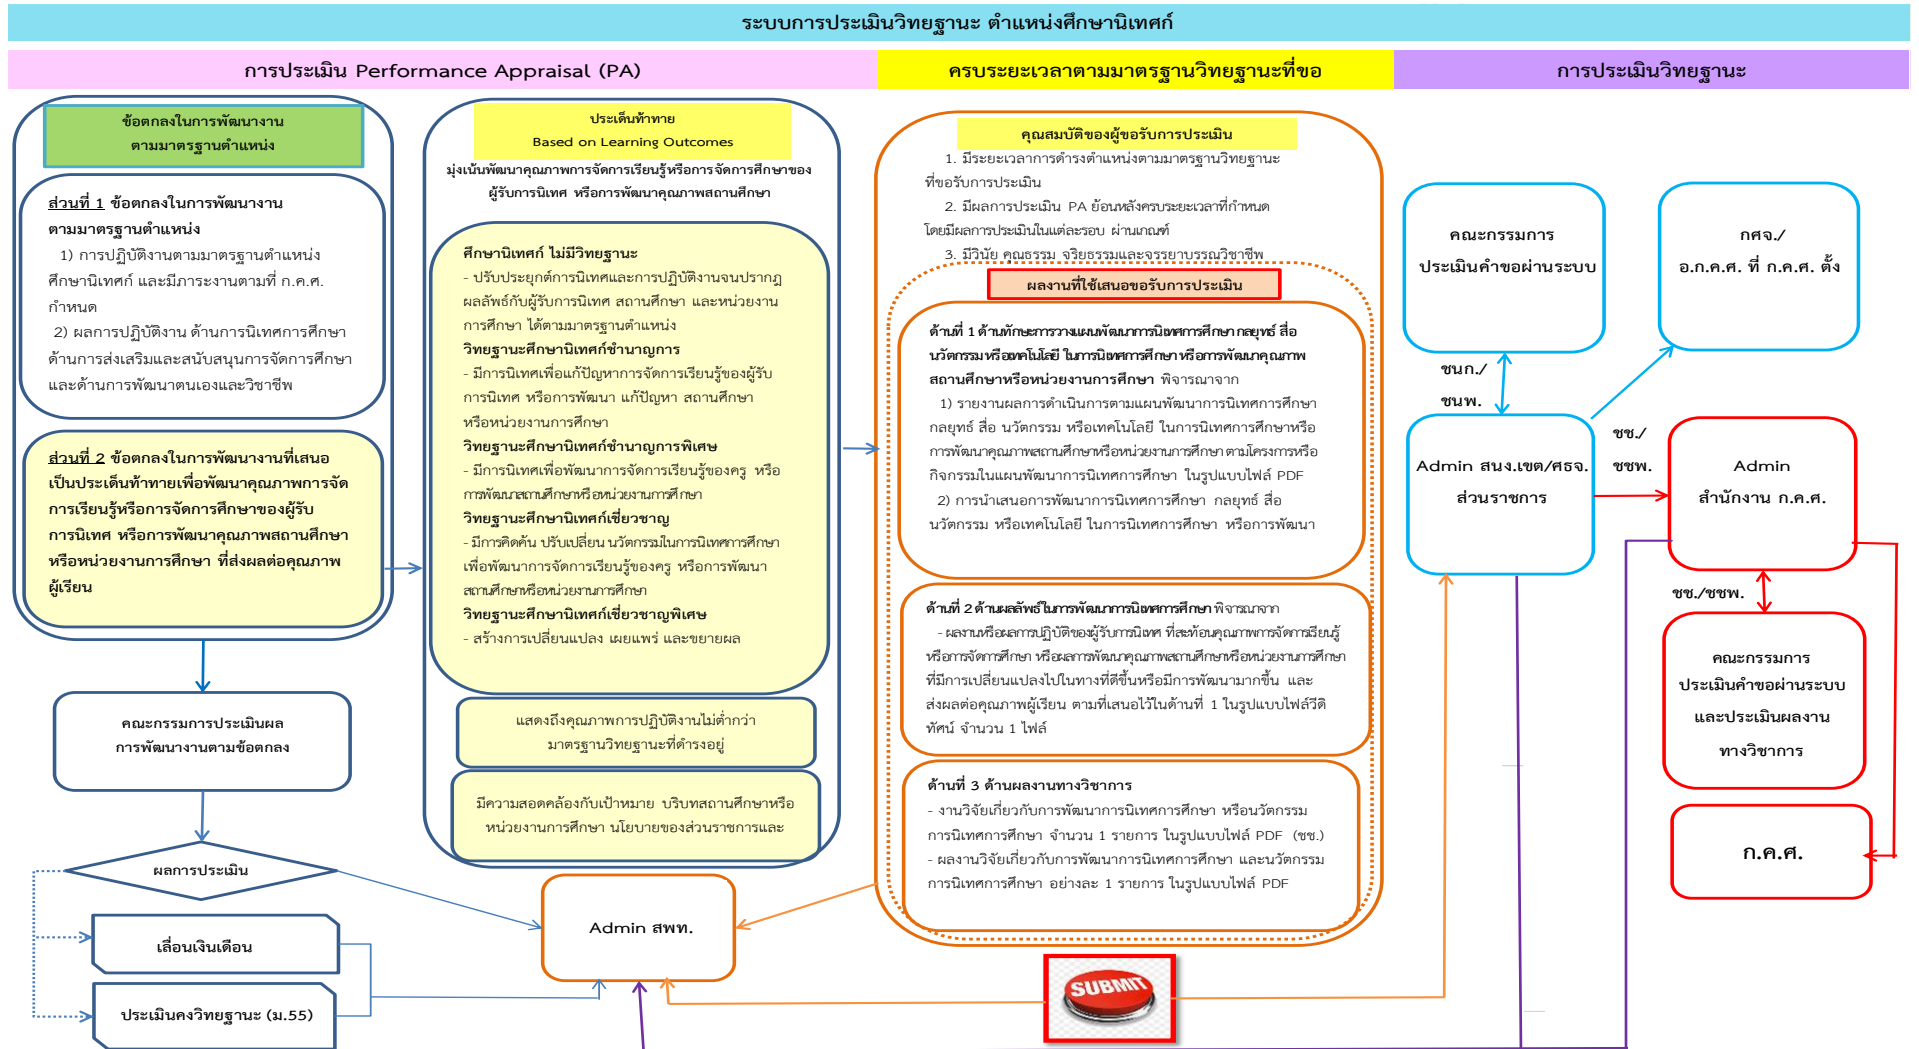 ระบบการประเมินวิทยฐานะ ตำแหน่งศึกษานิเทศก์
การประเมิน Performance Appraisal (PA)
ครบระยะเวลาตามมาตรฐานวิทยฐานะที่ขอ
การประเมินวิทยฐานะ
ข้อตกลงในการพัฒนางาน
ตามมาตรฐานตำแหน่ง
ส่วนที่ 1 ข้อตกลงในการพัฒนางาน
ตามมาตรฐานตำแหน่ง
1) การปฏิบัติงานตามมาตรฐานตำแหน่ง
ศึกษานิเทศก์ และมีภาระงานตามที่ ก.ค.ศ.
กำหนด
2) ผลการปฏิบัติงาน ด้านการนิเทศการศึกษา
ด้านการส่งเสริมและสนับสนุนการจัดการศึกษา
และด้านการพัฒนาตนเองและวิชาชีพ
ส่วนที่ 2 ข้อตกลงในการพัฒนางานที่เสนอ
เป็นประเด็นท้าทายเพื่อพัฒนาคุณภาพการจัด
การเรียนรู้หรือการจัดการศึกษาของผู้รับ
การนิเทศ หรือการพัฒนาคุณภาพสถานศึกษา
หรือหน่วยงานการศึกษา ที่ส่งผลต่อคุณภาพ
ผู้เรียน
คณะกรรมการประเมินผล
การพัฒนางานตามข้อตกลง
ผลการประเมิน
เลื่อนเงินเดือน
ประเมินคงวิทยฐานะ (ม.55)
ประเด็นท้าทาย
Based on Learning Outcomes
มุ่งเน้นพัฒนาคุณภาพการจัดการเรียนรู้หรือการจัดการศึกษาของ
ผู้รับการนิเทศ หรือการพัฒนาคุณภาพสถานศึกษา
ศึกษานิเทศก์ ไม่มีวิทยฐานะ
- ปรับประยุกต์การนิเทศและการปฏิบัติงานจนปรากฏ
ผลลัพธ์กับผู้รับการนิเทศ สถานศึกษา และหน่วยงาน
การศึกษา ได้ตามมาตรฐานตำแหน่ง
วิทยฐานะศึกษานิเทศก์ชำนาญการ
- มีการนิเทศเพื่อแก้ปัญหาการจัดการเรียนรู้ของผู้รับ
การนิเทศ หรือการพัฒนา แก้ปัญหา สถานศึกษา
หรือหน่วยงานการศึกษา
วิทยฐานะศึกษานิเทศก์ชำนาญการพิเศษ
- มีการนิเทศเพื่อพัฒนาการจัดการเรียนรู้ของครู หรือ
การพัฒนาสถานศึกษาหรือหน่วยงานการศึกษา
วิทยฐานะศึกษานิเทศก์เชี่ยวชาญ
- มีการคิดค้น ปรับเปลี่ยน นวัตกรรมในการนิเทศการศึกษา
เพื่อพัฒนาการจัดการเรียนรู้ของครู หรือการพัฒนา
สถานศึกษาหรือหน่วยงานการศึกษา
วิทยฐานะศึกษานิเทศก์เชี่ยวชาญพิเศษ
- สร้างการเปลี่ยนแปลง เผยแพร่ และขยายผล
แสดงถึงคุณภาพการปฏิบัติงานไม่ต่ำกว่า
มาตรฐานวิทยฐานะที่ดำรงอยู่
มีความสอดคล้องกับเป้าหมาย บริบทสถานศึกษาหรือ
หน่วยงานการศึกษา นโยบายของส่วนราชการและ
Admin สพท.
คุณสมบัติของผู้ขอรับการประเมิน
1. มีระยะเวลาการดำรงตำแหน่งตามมาตรฐานวิทยฐานะ
ที่ขอรับการประเมิน
2. มีผลการประเมิน PA ย้อนหลังครบระยะเวลาที่กำหนด
โดยมีผลการประเมินในแต่ละรอบ ผ่านเกณฑ์
3. มีวินัย คุณธรรม จริยธรรมและจรรยาบรรณวิชาชีพ
ผลงานที่ใช้เสนอขอรับการประเมิน
ด้านที่ 1 ด้านทักษะการวางแผนพัฒนาการนิเทศการศึกษา กลยุทธ์ สื่อ
นวัตกรรม หรือเทคโนโลยี ในการนิเทศการศึกษา หรือการพัฒนาคุณภาพ
สถานศึกษาหรือหน่วยงานการศึกษา พิจารณาจาก
1) รายงานผลการดำเนินการตามแผนพัฒนาการนิเทศการศึกษา
กลยุทธ์ สื่อ นวัตกรรม หรือเทคโนโลยี ในการนิเทศการศึกษาหรือ
การพัฒนาคุณภาพสถานศึกษาหรือหน่วยงานการศึกษา ตามโครงการหรือ
กิจกรรมในแผนพัฒนาการนิเทศการศึกษา ในรูปแบบไฟล์ PDF
2) การนำเสนอการพัฒนาการนิเทศการศึกษา กลยุทธ์ สื่อ
นวัตกรรม หรือเทคโนโลยี ในการนิเทศการศึกษา หรือการพัฒนา
ด้านที่ 2 ด้านผลลัพธ์ในการพัฒนาการนิเทศการศึกษา พิจารณาจาก
- ผลงานหรือผลการปฏิบัติของผู้รับการนิเทศ ที่สะท้อนคุณภาพการจัดการเรียนรู้
หรือการจัดการศึกษา หรือผลการพัฒนาคุณภาพสถานศึกษาหรือหน่วยงานการศึกษา
ที่มีการเปลี่ยนแปลงไปในทางที่ดีขึ้นหรือมีการพัฒนามากขึ้น และ
ส่งผลต่อคุณภาพผู้เรียน ตามที่เสนอไว้ในด้านที่ 1 ในรูปแบบไฟล์วีดิ
ทัศน์ จำนวน 1 ไฟล์
ด้านที่ 3 ด้านผลงานทางวิชาการ
- งานวิจัยเกี่ยวกับการพัฒนาการนิเทศการศึกษา หรือนวัตกรรม
การนิเทศการศึกษา จำนวน 1 รายการ ในรูปแบบไฟล์ PDF (ชช.)
- ผลงานวิจัยเกี่ยวกับการพัฒนาการนิเทศการศึกษา และนวัตกรรม
การนิเทศการศึกษา อย่างละ 1 รายการ ในรูปแบบไฟล์ PDF
SUBMIT
คณะกรรมการ
ประเมินคำขอผ่านระบบ
กศจ./
อ.ก.ค.ศ. ที่ ก.ค.ศ. ตั้ง
ชนก./
ชนพ.
Admin สนง.เขต/ศธจ.
ส่วนราชการ
ชช./
ชชพ.
Admin
สำนักงาน ก.ค.ศ.
ชช./ชชพ.
คณะกรรมการ
ประเมินคำขอผ่านระบบ
และประเมินผลงาน
ทางวิชาการ
ก.ค.ศ.